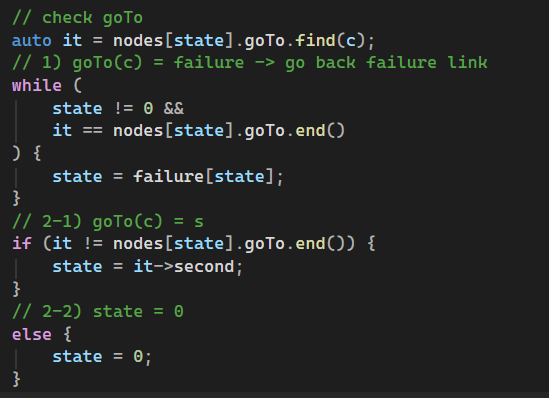 // check goTo
auto it = nodes[state].goTo.find(c);
// 1) goTo(c) = failure -> go back failure link
while (
    state != 0 &&
    it == nodes[state].goTo.end()
) {
    state = failure[state];
}
// 2-1) goTo(c) = s
if (it != nodes[state].goTo.end()) {
    state = it->second;
}
// 2-2) state = 0
else {
    state = 0;
}